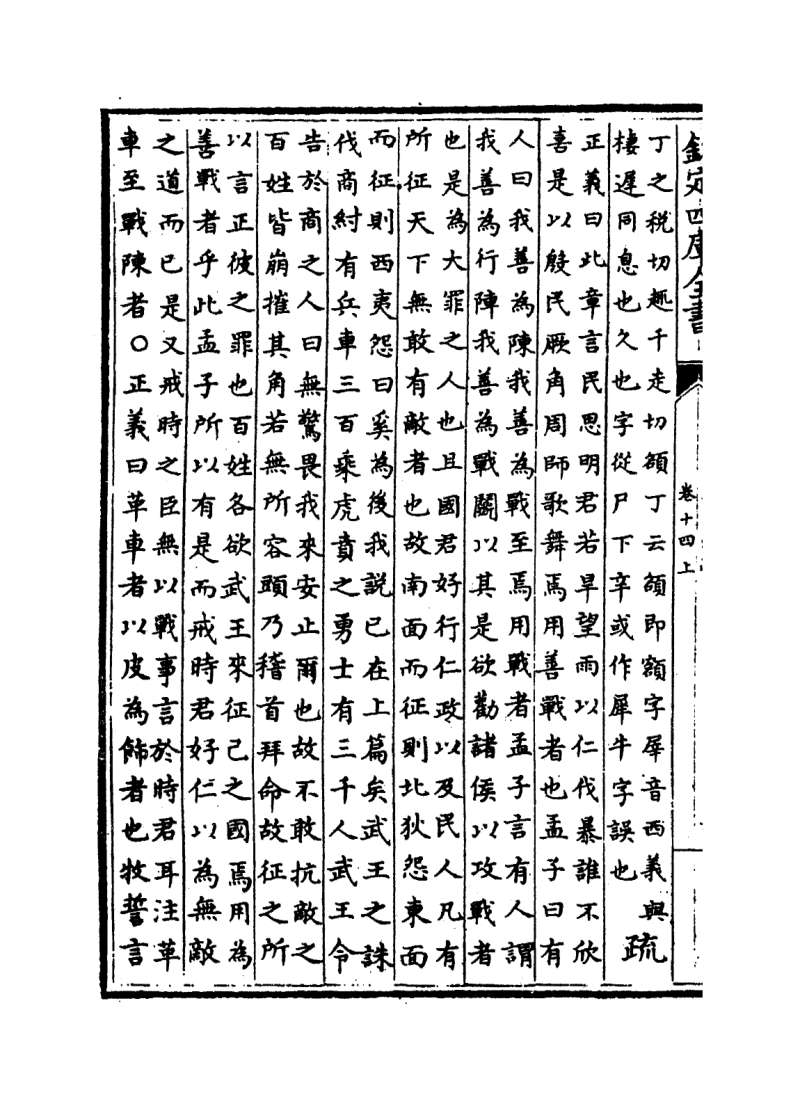 欽定四庫全書
卷十四上
丁之税切趣千走切頟丁云頟即額字犀音西義與
棲遲同息也久也字從尸下辛或作犀牛字誤也
疏
正義曰此章言民思明君若旱望雨以仁伐暴誰不欣
喜是以殷民厥角周師歌舞焉用善戰者也孟子曰有
人曰我善為陳我善為戰至焉用戰者孟子言有人謂
我善為行陣我善為戰鬭以其是欲勸諸侯以攻戰者
也是為大罪之人也且國君好行仁政以及民人凡有
所征天下無敢有敵者也故南面而征則北狄怨東面
而征則西夷怨曰奚為後我説已在上篇矣武王之誅
伐商紂有兵車三百乘虎賁之勇士有三千人武王令
告於商之人曰無驚畏我來安止爾也故不敢抗敵之
百姓皆崩摧其角若無所容頭乃稽首拜命故征之所
以言正彼之罪也百姓各欲武王來征己之國焉用為
善戰者乎此孟子所以有是而戒時君好仁以為無敵
之道而已是又戒時之臣無以戰事言於時君耳注革
車至戰陳者○正義曰革車者以皮為飾者也牧誓言